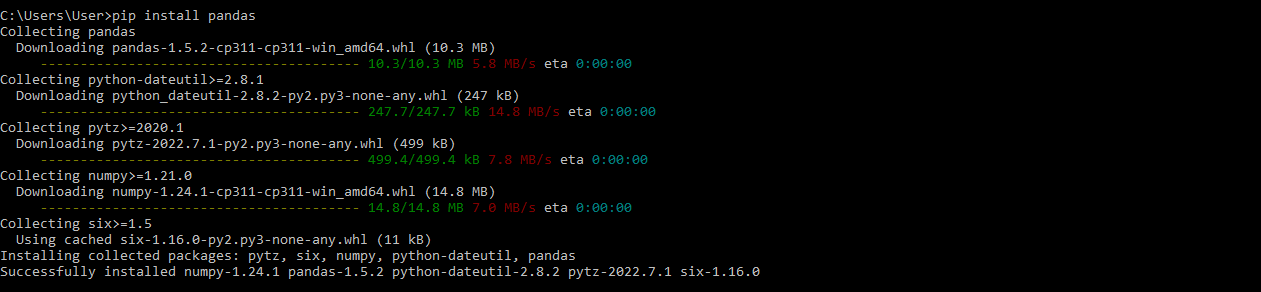 C:\Users\User>pip install pandas
Collecting pandas
  Downloading pandas-1.5.2-cp311-cp311-win_amd64.whl (10.3 MB)
     ---------------------------------------- 10.3/10.3 MB 5.8 MB/s eta 0:00:00
Collecting python-dateutil>=2.8.1
  Downloading python_dateutil-2.8.2-py2.py3-none-any.whl (247 kB)
     ---------------------------------------- 247.7/247.7 kB 14.8 MB/s eta 0:00:00
Collecting pytz>=2020.1
  Downloading pytz-2022.7.1-py2.py3-none-any.whl (499 kB)
     ---------------------------------------- 499.4/499.4 kB 7.8 MB/s eta 0:00:00
Collecting numpy>=1.21.0
  Downloading numpy-1.24.1-cp311-cp311-win_amd64.whl (14.8 MB)
     ---------------------------------------- 14.8/14.8 MB 7.0 MB/s eta 0:00:00
Collecting six>=1.5
  Using cached six-1.16.0-py2.py3-none-any.whl (11 kB)
Installing collected packages: pytz, six, numpy, python-dateutil, pandas
Successfully installed numpy-1.24.1 pandas-1.5.2 python-dateutil-2.8.2 pytz-2022.7.1 six-1.16.0